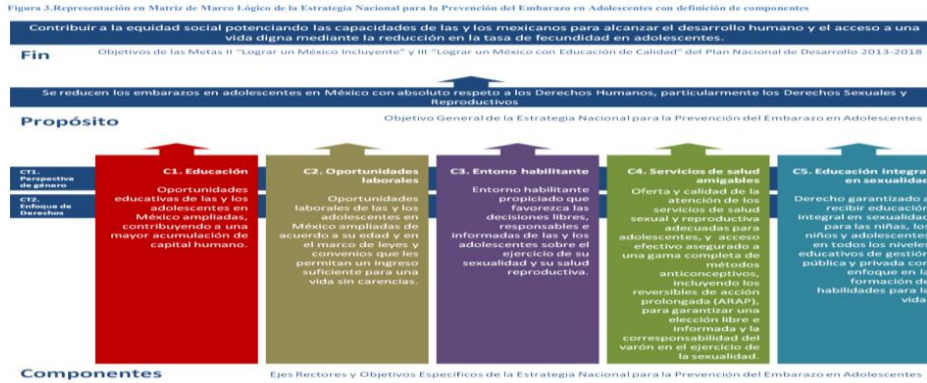 Figura 3.Representación en Matriz de Marco Lógico de la Estrategia Nacional para la Prevención del Embarazo en Adolescentes con definición de componentes
Contribuir a la equidad social potenciando las capacidades de las y los mexicanos para alcanzar el desarrollo humano y el acceso a una
vida digna mediante la reducción en la tasa de fecundidad en adolescentes.
Fin
Objetivos de las Metas II "Lograr un México Incluyente" y III "Lograr un México con Educación de Calidad" del Plan Nacional de Desarrollo 2013-2018
Se reducen los embarazos en adolescentes en México con absoluto respeto a los Derechos Humanos, particularmente los Derechos Sexuales y
Reproductivos
Propósito
Objetivo General de la Estrategia Nacional para la Prevención del Embarazo en Adolescentes
CT1.
Perspectiva
de género
CT2.
Enfoque de
Derechos
C1. Educación
Oportunidades
educativas de las y los
adolescentes en
México ampliadas,
contribuyendo a una
mayor acumulación de
capital humano.
C2. Oportunidades
laborales
Oportunidades
laborales de las y los
adolescentes en
México ampliadas de
acuerdo a su edad y en
el marco de leyes y
convenios que les
permitan un ingreso
suficiente para una
vida sin carencias.
C3. Entono habilitante
Entorno habilitante
propiciado que
favorezca las
decisiones libres,
responsables e
informadas de las y los
adolescentes sobre el
ejercicio de su
sexualidad y su salud
reproductiva.
C4. Servicios de salud
amigables
Oferta y calidad de la
atención de los
servicios de salud
sexual y reproductiva
adecuadas para
adolescentes, y acceso
efectivo asegurado a
una gama completa de
métodos
anticonceptivos,
incluyendo los
reversibles de acción
prolongada (ARAP),
para garantizar una
elección libre e
informada y la
corresponsabilidad del
varón en el ejercicio de
la sexualidad.
C5. Educación integral
en sexualidad
Derecho garantizado a
recibir educación
integral en sexualidad
para las niñas, los
niños y adolescentes
en todos los niveles
educativos de gestión
pública y privada con
enfoque en la
formación de
habilidades para la
vida
Componentes
Ejes Rectores y Objetivos Específicos de la Estrategia Nacional para la Prevención del Embarazo en Adolescentes